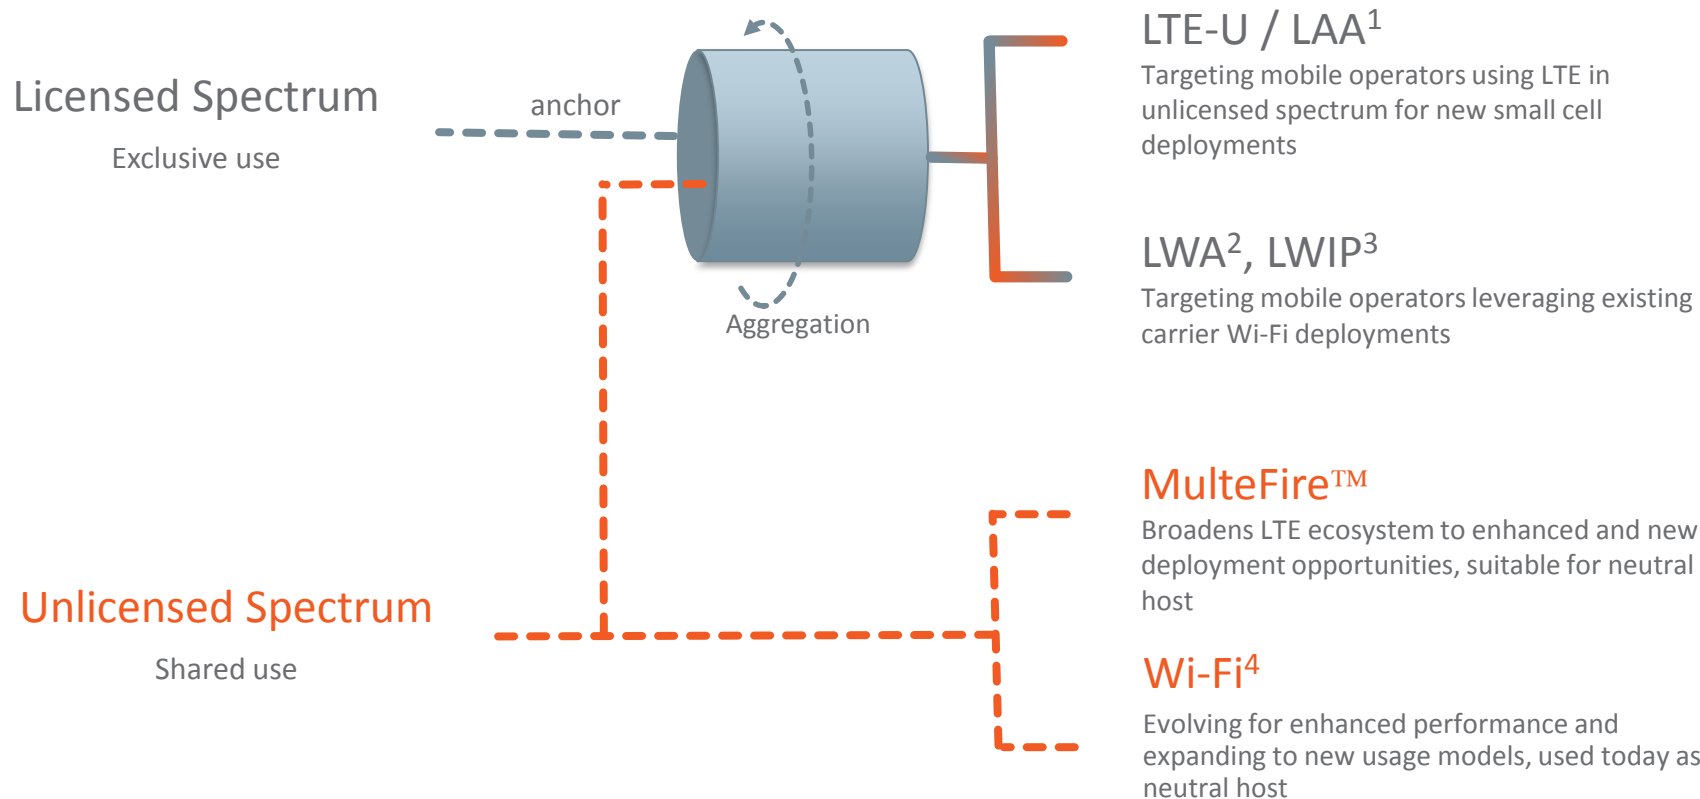 Licensed Spectrum
Exclusive use
anchor
Aggregation
LTE-U / LAA¹
Targeting mobile operators using LTE in
unlicensed spectrum for new small cell
deployments
LWA², LWIP³
Targeting mobile operators leveraging existing
carrier Wi-Fi deployments
Unlicensed Spectrum
Shared use
MulteFire™
Broadens LTE ecosystem to enhanced and new
deployment opportunities, suitable for neutral
host
Wi-Fi⁴
Evolving for enhanced performance and
expanding to new usage models, used today as
neutral host